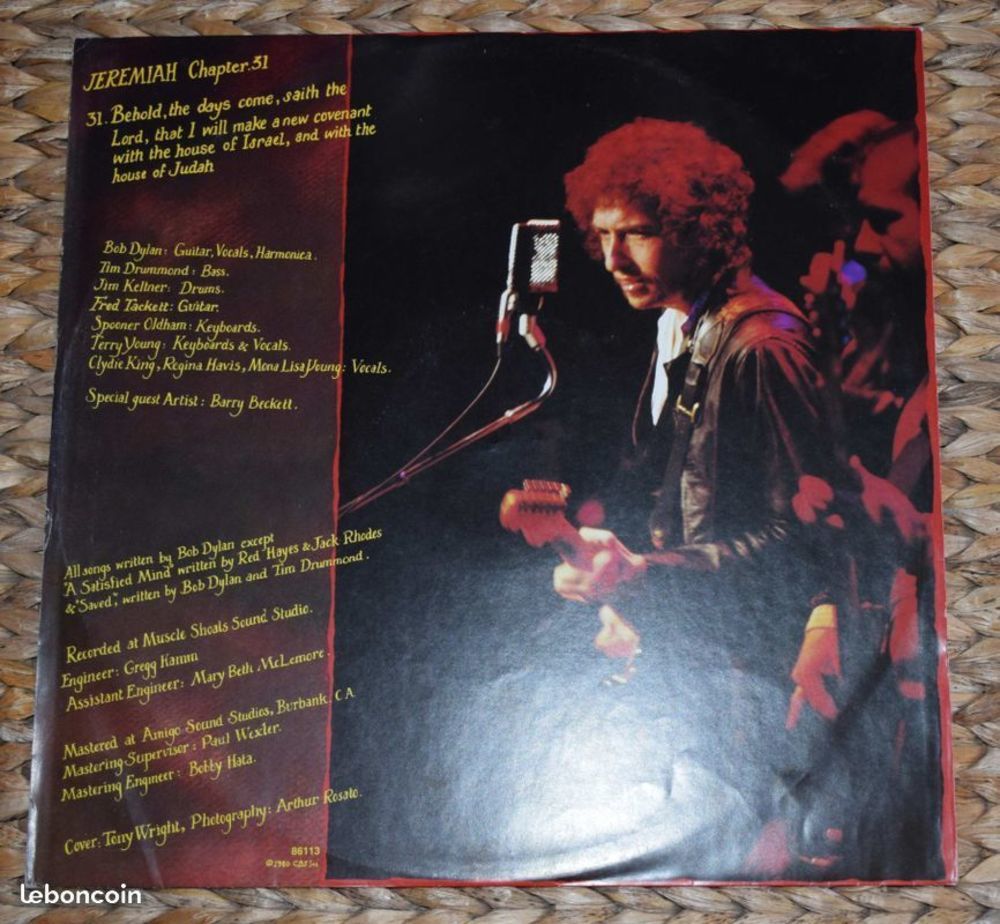 JEREMIAH Chapter.31
31. Behold, the days come, saith the
Lord, that I will make a new covenant
with the house of Israel, and with the
house of Judah
Bob Dylan: Guitar, Vocals, Harmonica.
Tim Drummond: Bass.
Jim Keltner: Drums.
Fred Tackett: Guitar.
Spooner Oldham: Keyboards.
Terry Young: Keyboards & Vocals.
Clydie King, Regina Havis, Mona Lisa Young: Vocals.
Special guest Artist: Barry Beckett.
All songs written by Bob Dylan except
"A Satisfied Mind" written by Red Hayes & Jack Rhodes
& "Saved", written by Bob Dylan and Tim Drummond.
Recorded at Muscle Shoals Sound Studio.
Engineer: Gregg Hamm
Assistant Engineer: Mary Beth McLemore.
Mastered at Amigo Sound Studios, Burbank, CA
Mastering Supervisor: Paul Wexler.
Mastering Engineer: Bobby Hata.
Cover: Tony Wright, Photography: Arthur Rosato.
86113
©1980 CBS
leboncoin